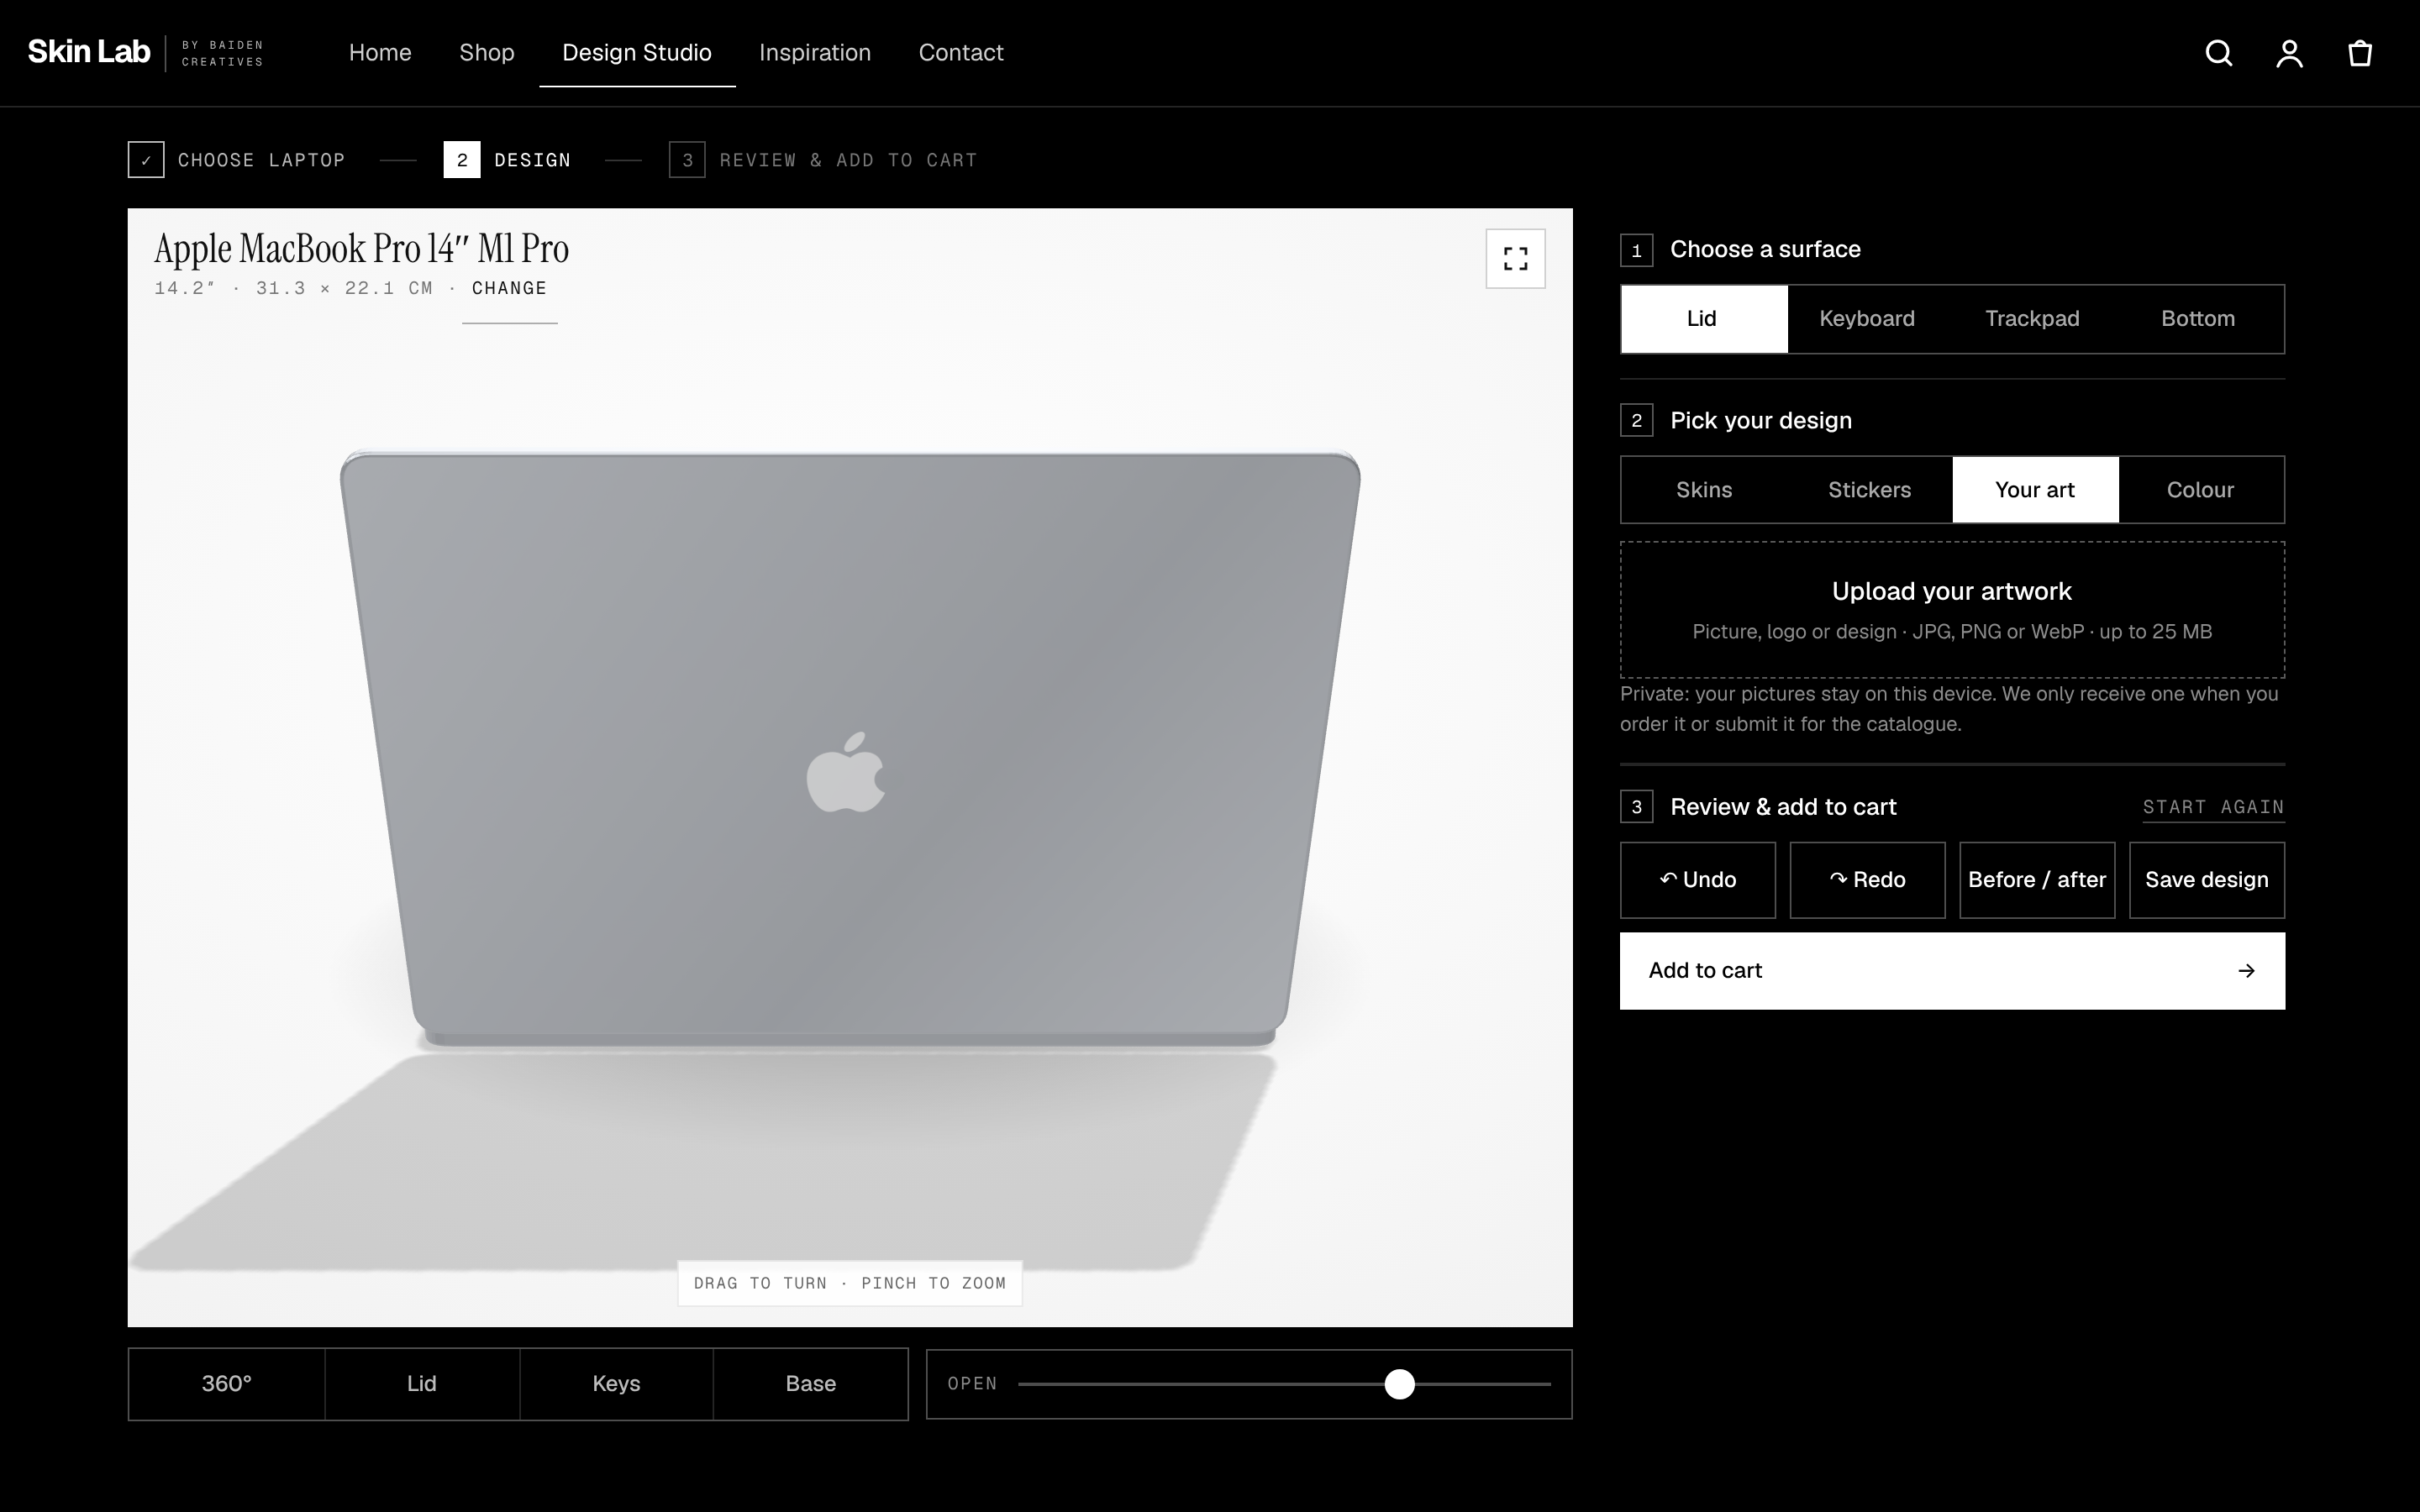 Skin Lab
BY BAIDEN
CREATIVES
Home
Shop
Design Studio
Inspiration
Contact
✓ CHOOSE LAPTOP
2 DESIGN
3 REVIEW & ADD TO CART
Apple MacBook Pro 14″ M1 Pro
14.2″ · 31.3 × 22.1 CM · CHANGE
DRAG TO TURN · PINCH TO ZOOM
360°
Lid
Keys
Base
OPEN
1 Choose a surface
Lid
Keyboard
Trackpad
Bottom
2 Pick your design
Skins
Stickers
Your art
Colour
Upload your artwork
Picture, logo or design · JPG, PNG or WebP · up to 25 MB
Private: your pictures stay on this device. We only receive one when you
order it or submit it for the catalogue.
3 Review & add to cart
START AGAIN
↶ Undo
↷ Redo
Before / after
Save design
Add to cart →